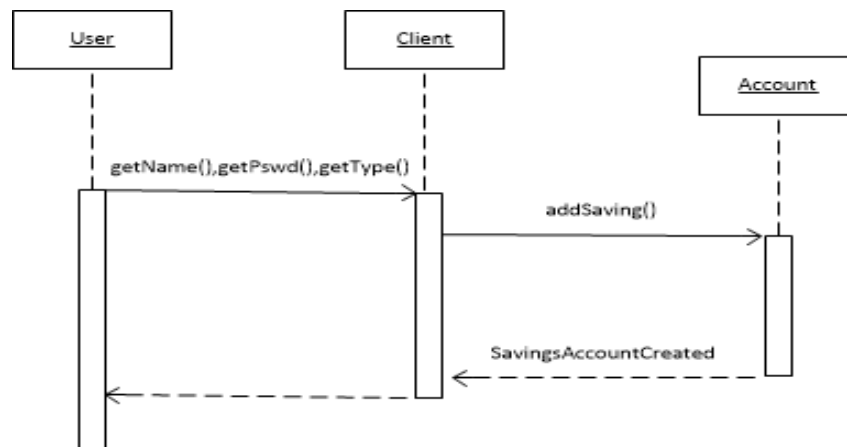 User
Client
Account
getName(),getPswd(),getType()
addSaving()
SavingsAccountCreated